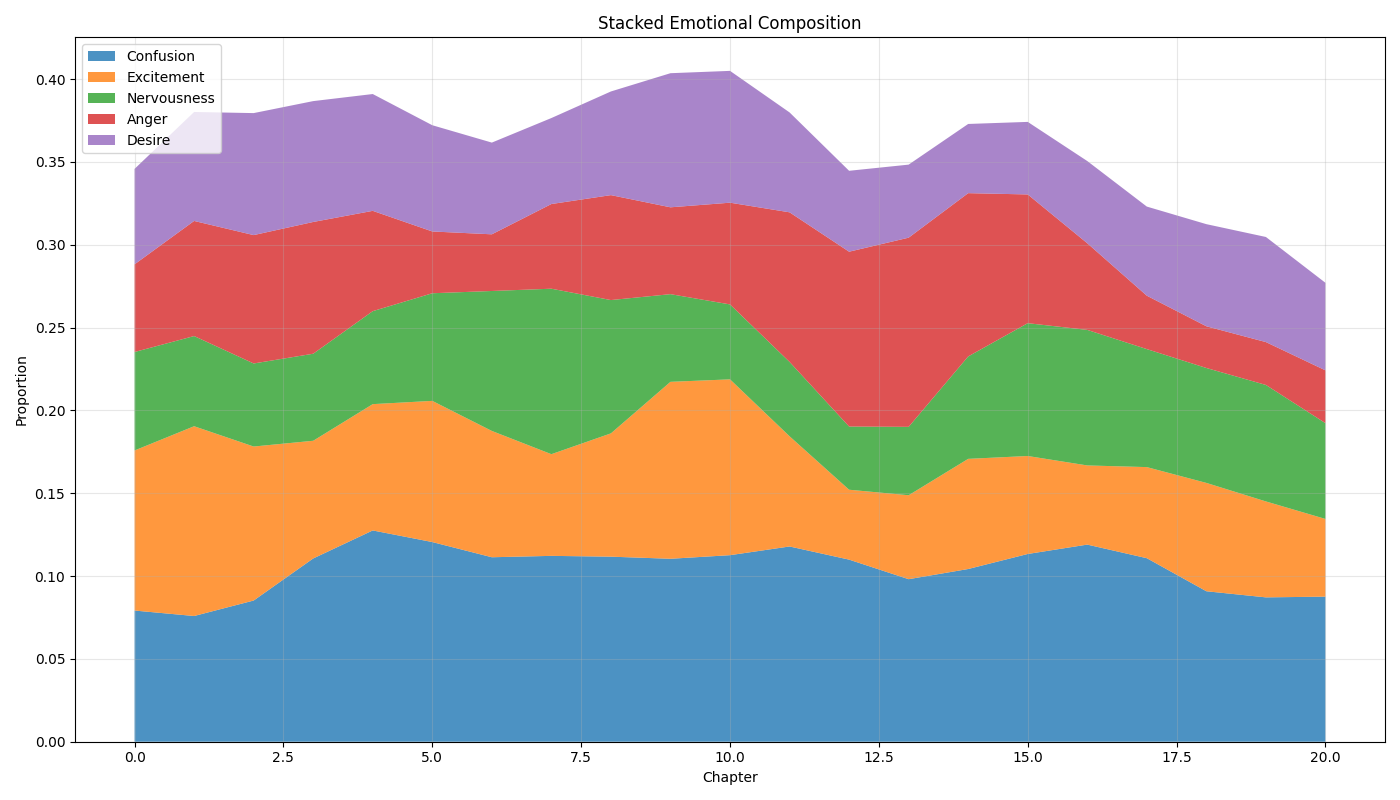 Stacked Emotional Composition
Confusion
Excitement
Nervousness
Anger
Desire
Proportion
0.40
0.35
0.30
0.25
0.20
0.15
0.10
0.05
0.00
0.0 2.5 5.0 7.5 10.0 12.5 15.0 17.5 20.0
Chapter